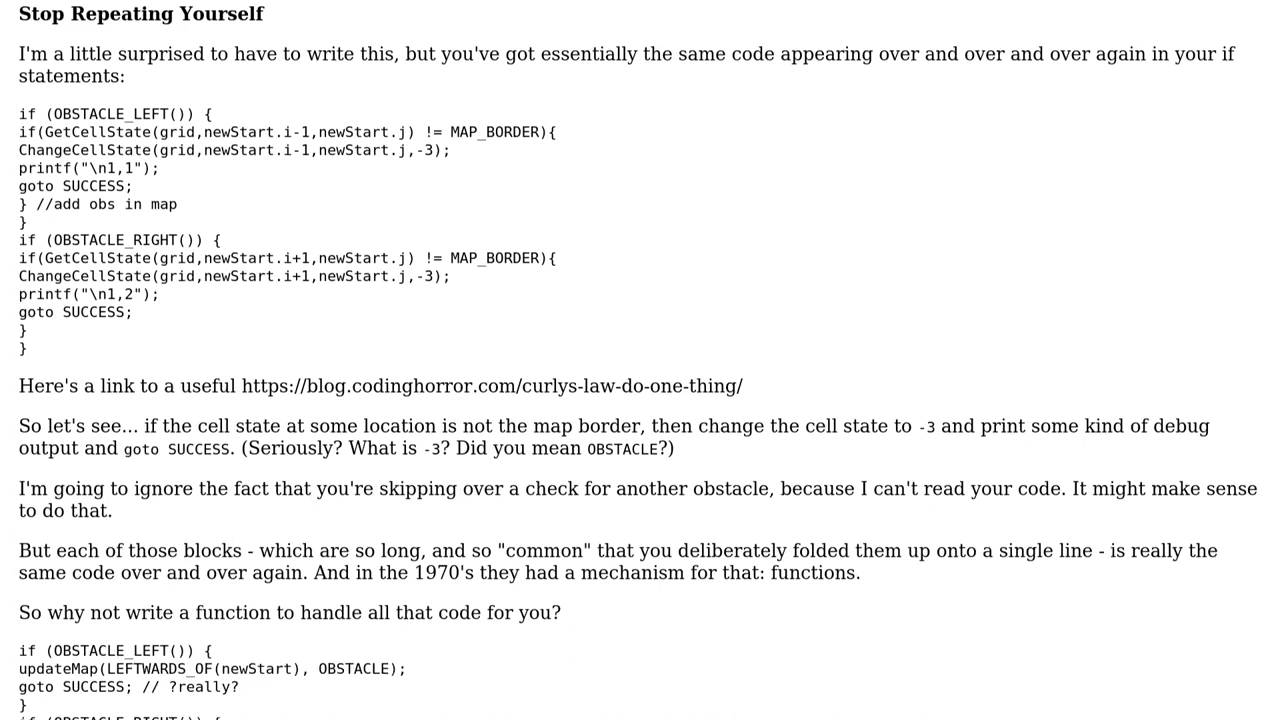 Stop Repeating Yourself
I'm a little surprised to have to write this, but you've got essentially the same code appearing over and over and over again in your if
statements:
if (OBSTACLE_LEFT()) {
if(GetCellState(grid,newStart.i-1,newStart.j) != MAP_BORDER){
ChangeCellState(grid,newStart.i-1,newStart.j,-3);
printf("\n1,1");
goto SUCCESS;
} //add obs in map
}
if (OBSTACLE_RIGHT()) {
if(GetCellState(grid,newStart.i+1,newStart.j) != MAP_BORDER){
ChangeCellState(grid,newStart.i+1,newStart.j,-3);
printf("\n1,2");
goto SUCCESS;
}
}
Here's a link to a useful https://blog.codinghorror.com/curlys-law-do-one-thing/
So let's see... if the cell state at some location is not the map border, then change the cell state to -3 and print some kind of debug
output and goto SUCCESS. (Seriously? What is -3? Did you mean OBSTACLE?)
I'm going to ignore the fact that you're skipping over a check for another obstacle, because I can't read your code. It might make sense
to do that.
But each of those blocks - which are so long, and so "common" that you deliberately folded them up onto a single line - is really the
same code over and over again. And in the 1970's they had a mechanism for that: functions.
So why not write a function to handle all that code for you?
if (OBSTACLE_LEFT()) {
updateMap(LEFTWARDS_OF(newStart), OBSTACLE);
goto SUCCESS; // ?really?
}